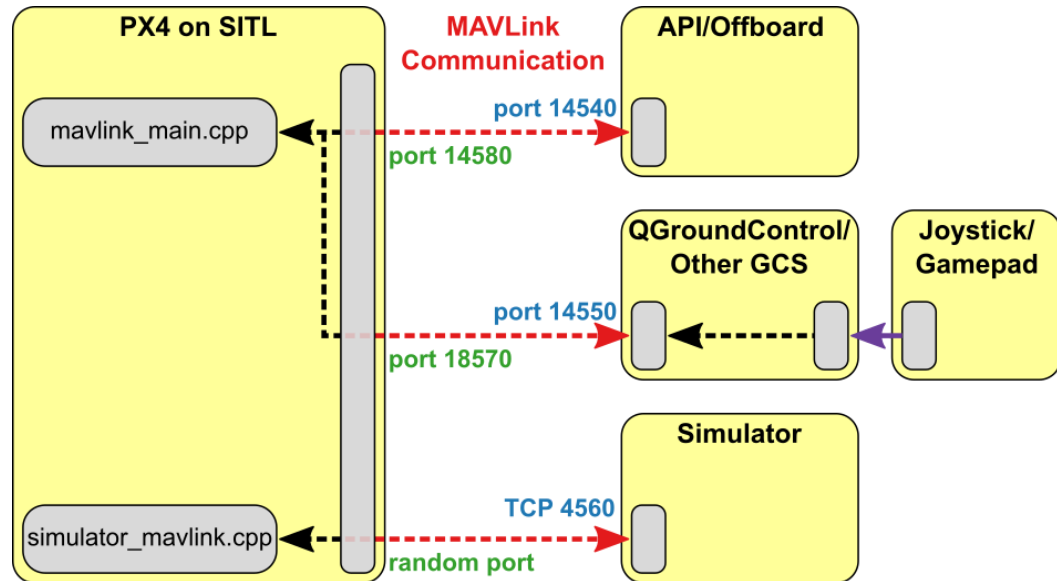 PX4 on SITL
MAVLink
Communication
API/Offboard
mavlink_main.cpp
port 14540
port 14580
QGroundControl/
Other GCS
Joystick/
Gamepad
port 14550
port 18570
Simulator
simulator_mavlink.cpp
TCP 4560
random port